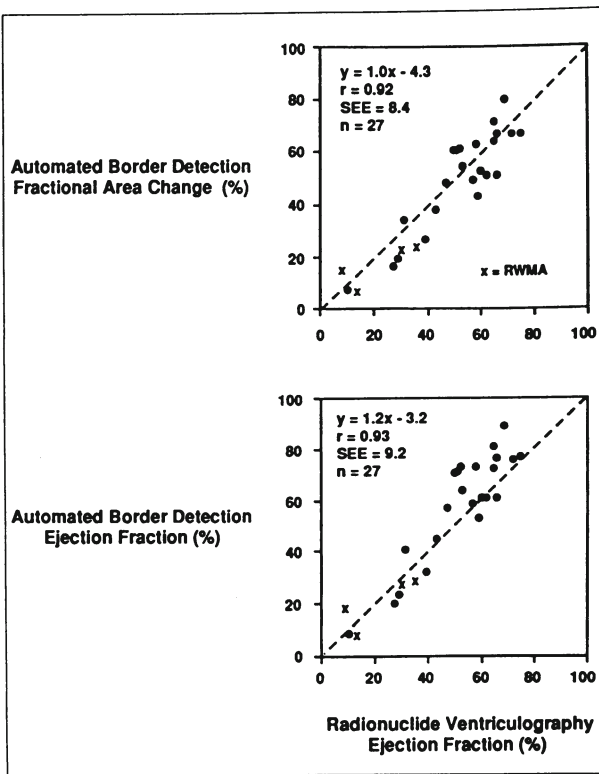 100
80
60
40
20
0
y = 1.0x - 4.3
r = 0.92
SEE = 8.4
n = 27
x = RWMA
0 20 40 60 80 100
Automated Border Detection
Fractional Area Change (%)
100
80
60
40
20
0
y = 1.2x - 3.2
r = 0.93
SEE = 9.2
n = 27
0 20 40 60 80 100
Automated Border Detection
Ejection Fraction (%)
Radionuclide Ventriculography
Ejection Fraction (%)